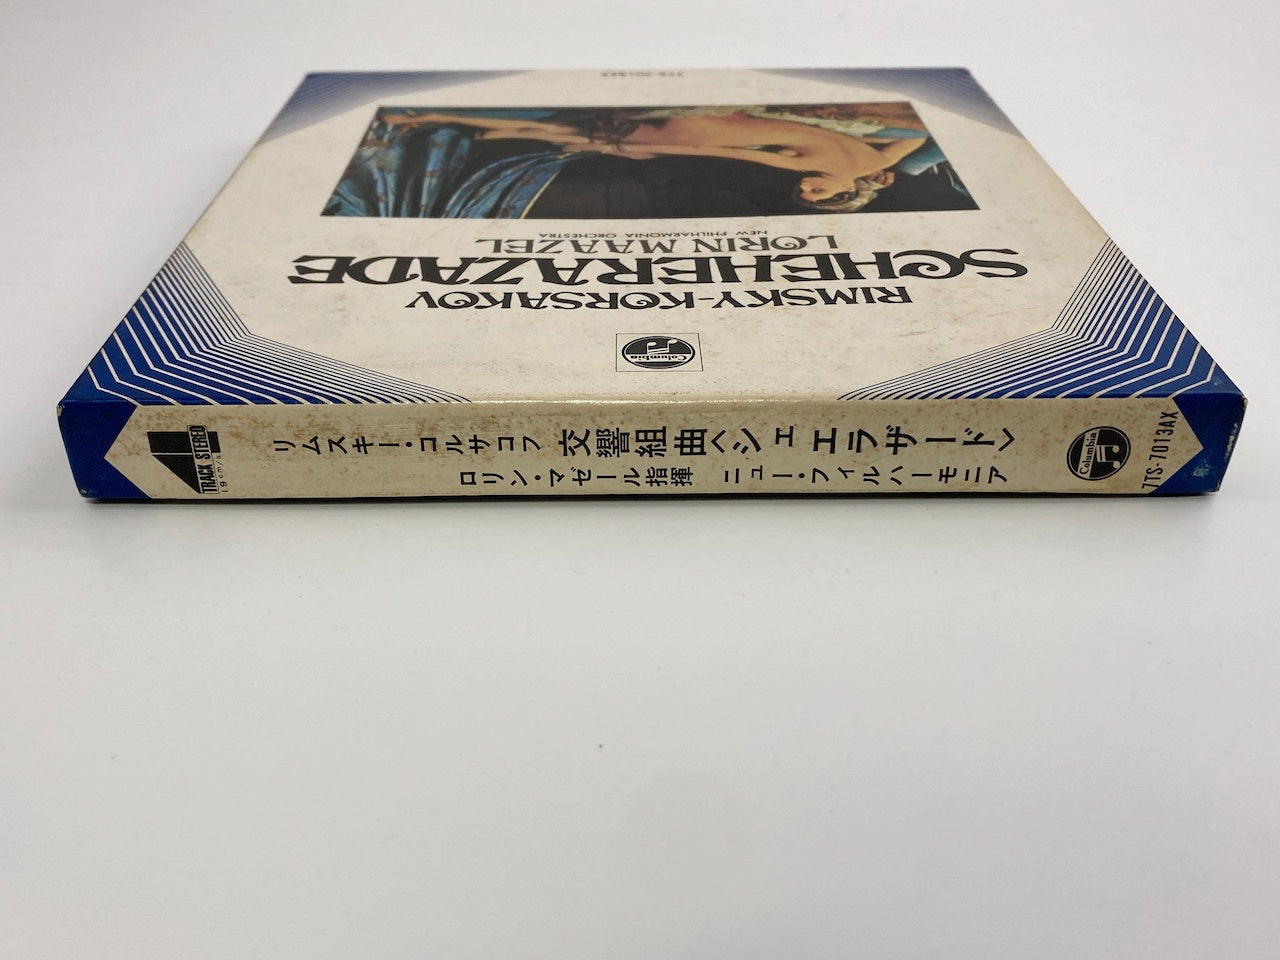 RIMSKY-KORSAKOV
SCHEHERAZADE
LORIN MAAZEL
NEW PHILHARMONIA ORCHESTRA
Columbia
4 TRACK STEREO
19cm/s
リムスキー・コルサコフ 交響組曲〈シェエラザード〉
ロリン・マゼール指揮 ニュー・フィルハーモニア
Columbia
7TS-7013AX